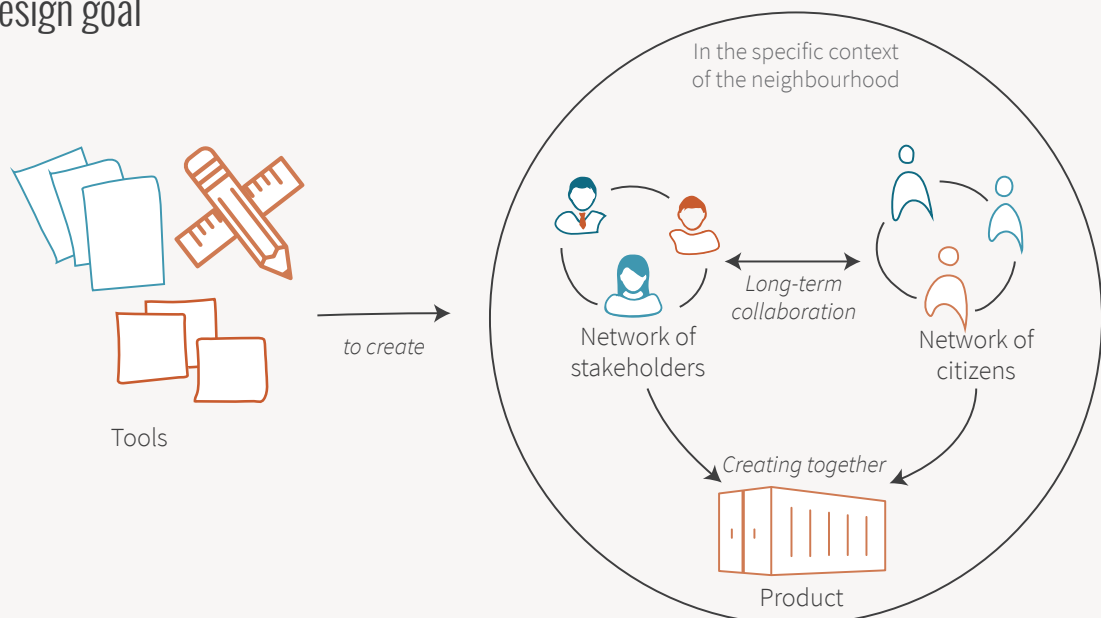 esign goal
In the specific context
of the neighbourhood
Long-term
collaboration
to create
Network of
stakeholders
Network of
citizens
Tools
Creating together
Product